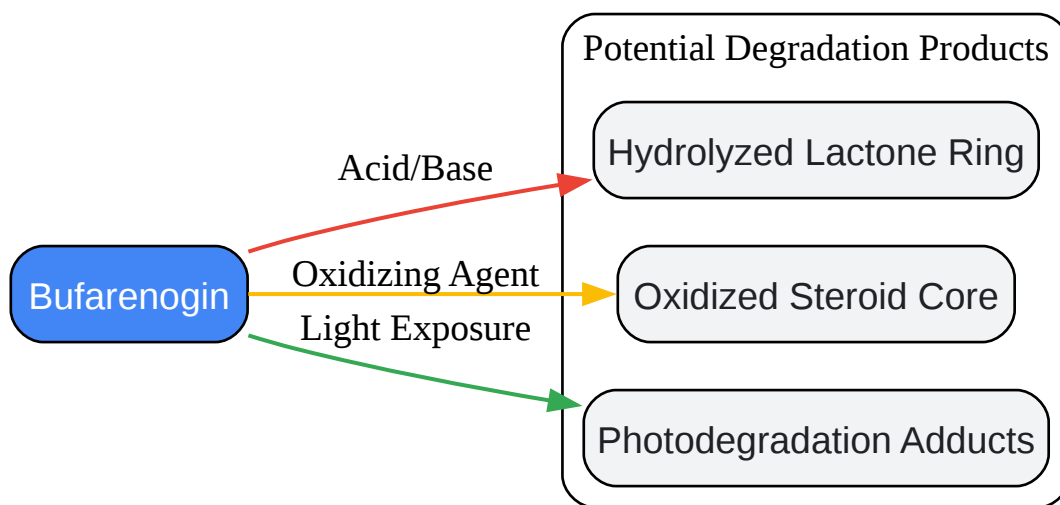 Potential Degradation Products
Hydrolyzed Lactone Ring
Acid/Base
Bufarenogin
Oxidizing Agent
Oxidized Steroid Core
Light Exposure
Photodegradation Adducts